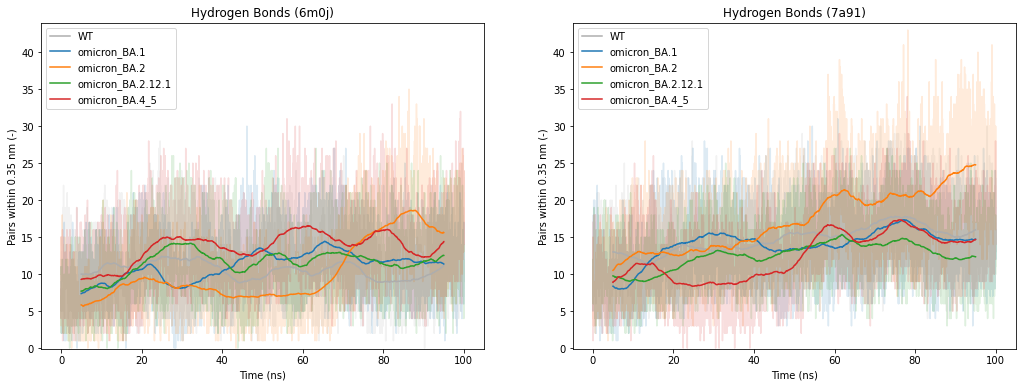 Hydrogen Bonds (6m0j)
Pairs within 0.35 nm (-)
40
35
30
25
20
15
10
5
0
WT
omicron_BA.1
omicron_BA.2
omicron_BA.2.12.1
omicron_BA.4_5
0 20 40 60 80 100
Time (ns)
Hydrogen Bonds (7a91)
Pairs within 0.35 nm (-)
40
35
30
25
20
15
10
5
0
WT
omicron_BA.1
omicron_BA.2
omicron_BA.2.12.1
omicron_BA.4_5
0 20 40 60 80 100
Time (ns)